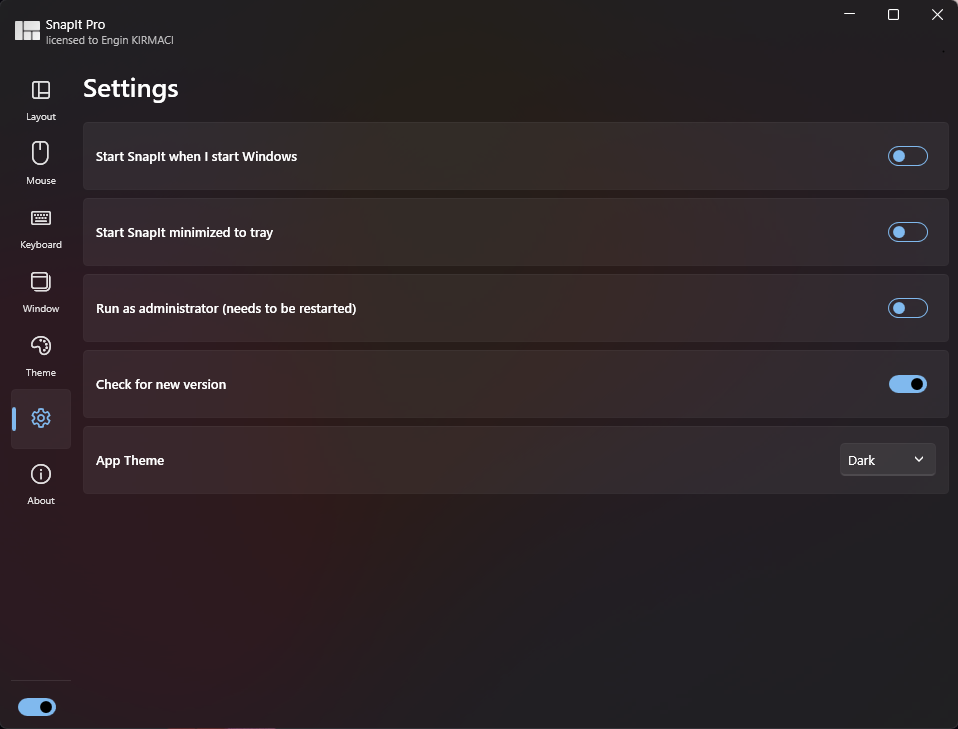 SnapIt Pro
licensed to Engin KIRMACI
Settings
Layout
Mouse
Keyboard
Window
Theme
About
Start SnapIt when I start Windows
Start SnapIt minimized to tray
Run as administrator (needs to be restarted)
Check for new version
App Theme
Dark